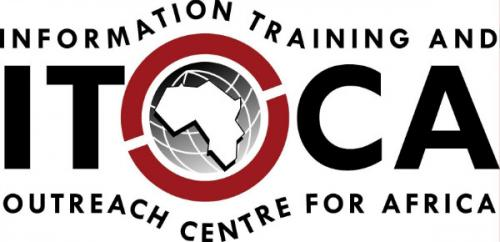 INFORMATION TRAINING AND
ITOCA
OUTREACH CENTRE FOR AFRICA